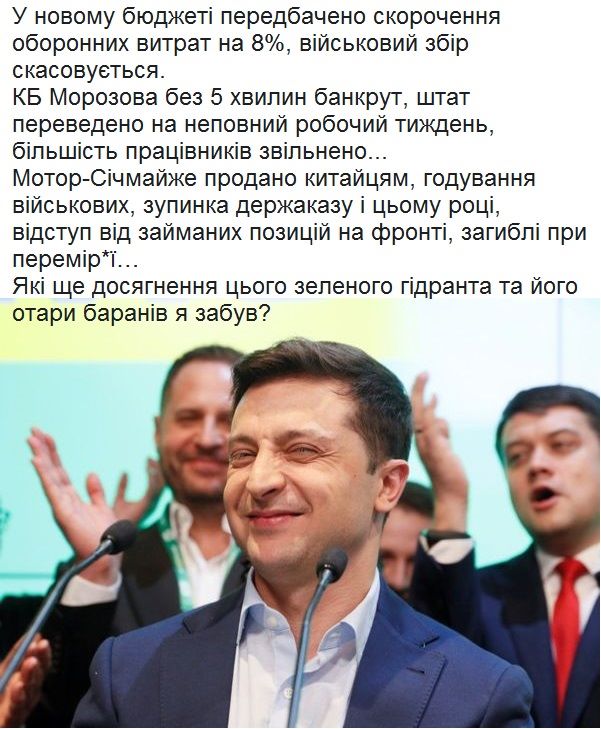 У новому бюджеті передбачено скорочення
оборонних витрат на 8%, військовий збір
скасовується.
КБ Морозова без 5 хвилин банкрут, штат
переведено на неповний робочий тиждень,
більшість працівників звільнено...
Мотор-Січмайже продано китайцям, годування
військових, зупинка держаказу і цьому році,
відступ від займаних позицій на фронті, загиблі при
перемір*ї...
Які ще досягнення цього зеленого гідранта та його
отари баранів я забув?